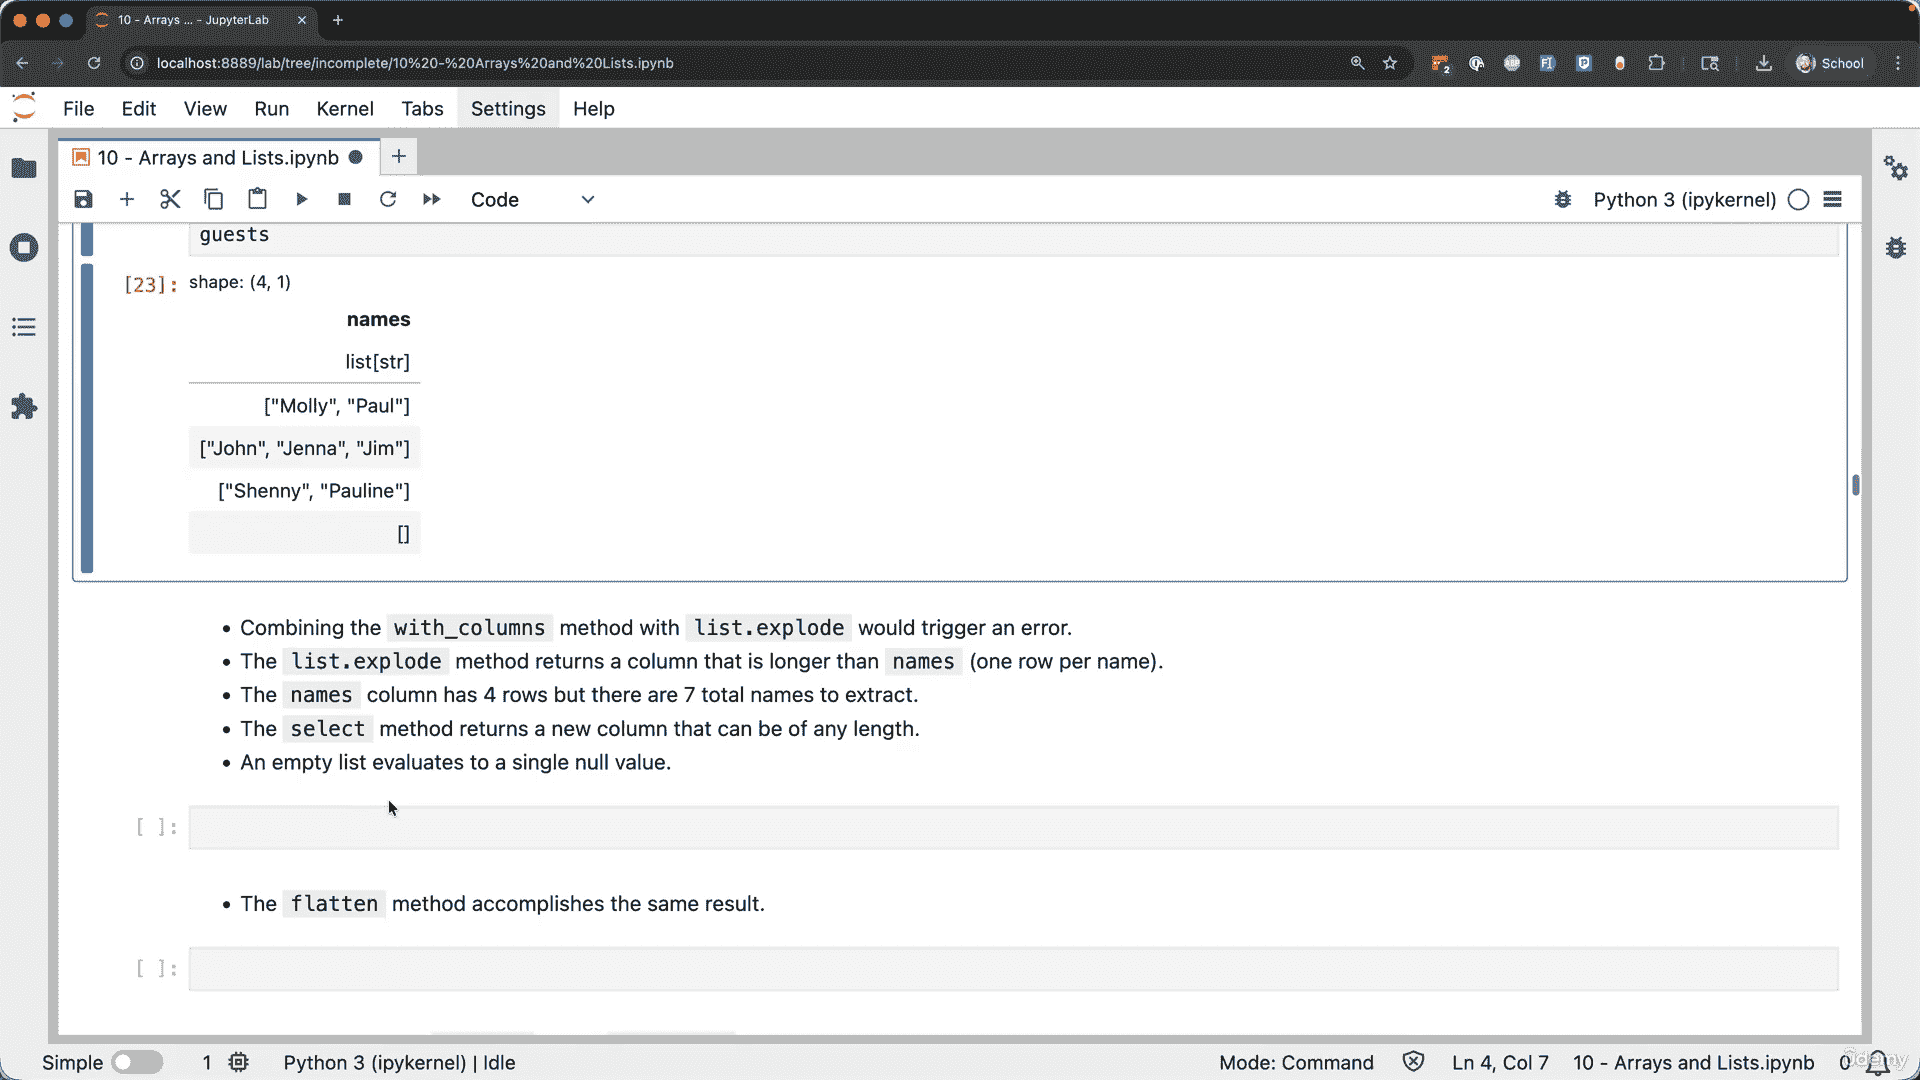 10 - Arrays ... - JupyterLab
localhost:8889/lab/tree/incomplete/10%20-%20Arrays%20and%20Lists.ipynb
2
ABP
School
File Edit View Run Kernel Tabs Settings Help
10 - Arrays and Lists.ipynb
Code
Python 3 (ipykernel)
guests
[23]: shape: (4, 1)
names
list[str]
["Molly", "Paul"]
["John", "Jenna", "Jim"]
["Shenny", "Pauline"]
[]
• Combining the with_columns method with list.explode would trigger an error.
• The list.explode method returns a column that is longer than names (one row per name).
• The names column has 4 rows but there are 7 total names to extract.
• The select method returns a new column that can be of any length.
• An empty list evaluates to a single null value.
[ ]:
• The flatten method accomplishes the same result.
[ ]:
Simple 1 Python 3 (ipykernel) | Idle Mode: Command Ln 4, Col 7 10 - Arrays and Lists.ipynb 0
udemy